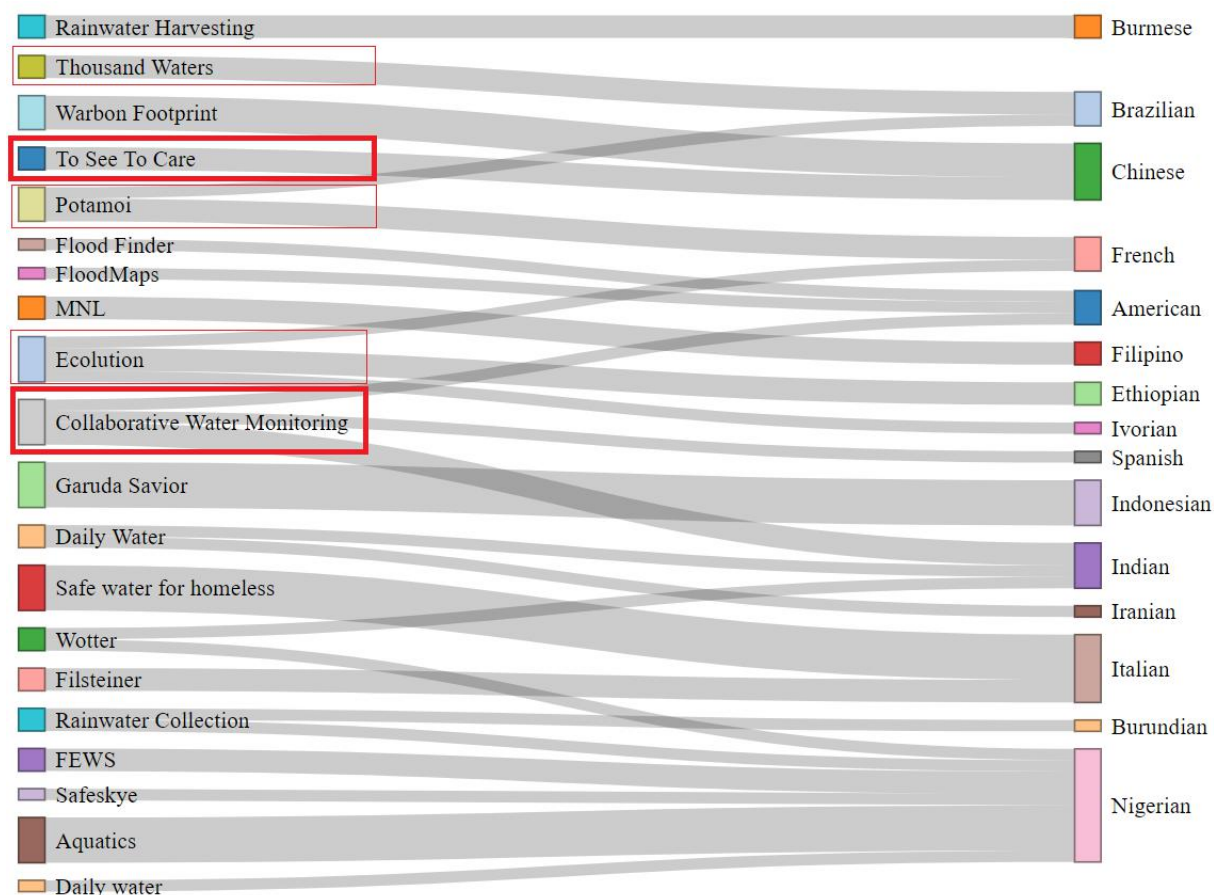 Rainwater Harvesting
Thousand Waters
Warbon Footprint
To See To Care
Potamoi
Flood Finder
FloodMaps
MNL
Ecolution
Collaborative Water Monitoring
Garuda Savior
Daily Water
Safe water for homeless
Wotter
Filsteiner
Rainwater Collection
FEWS
Safeskye
Aquatics
Daily water
Burmese
Brazilian
Chinese
French
American
Filipino
Ethiopian
Ivorian
Spanish
Indonesian
Indian
Iranian
Italian
Burundian
Nigerian